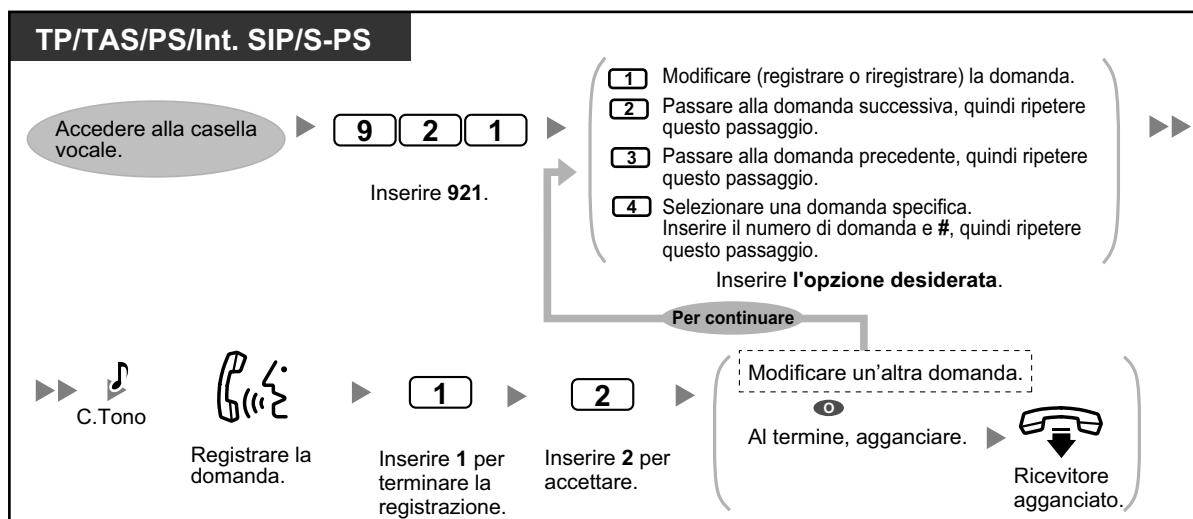 TP/TAS/PS/Int. SIP/S-PS
Accedere alla casella
vocale.
9 2 1
Inserire 921.
1 Modificare (registrare o riregistrare) la domanda.
2 Passare alla domanda successiva, quindi ripetere
questo passaggio.
3 Passare alla domanda precedente, quindi ripetere
questo passaggio.
4 Selezionare una domanda specifica.
Inserire il numero di domanda e #, quindi ripetere
questo passaggio.
Inserire l'opzione desiderata.
Per continuare
C.Tono
Registrare la
domanda.
1
Inserire 1 per
terminare la
registrazione.
2
Inserire 2 per
accettare.
Modificare un’altra domanda.
O
Al termine, agganciare.
Ricevitore
agganciato.